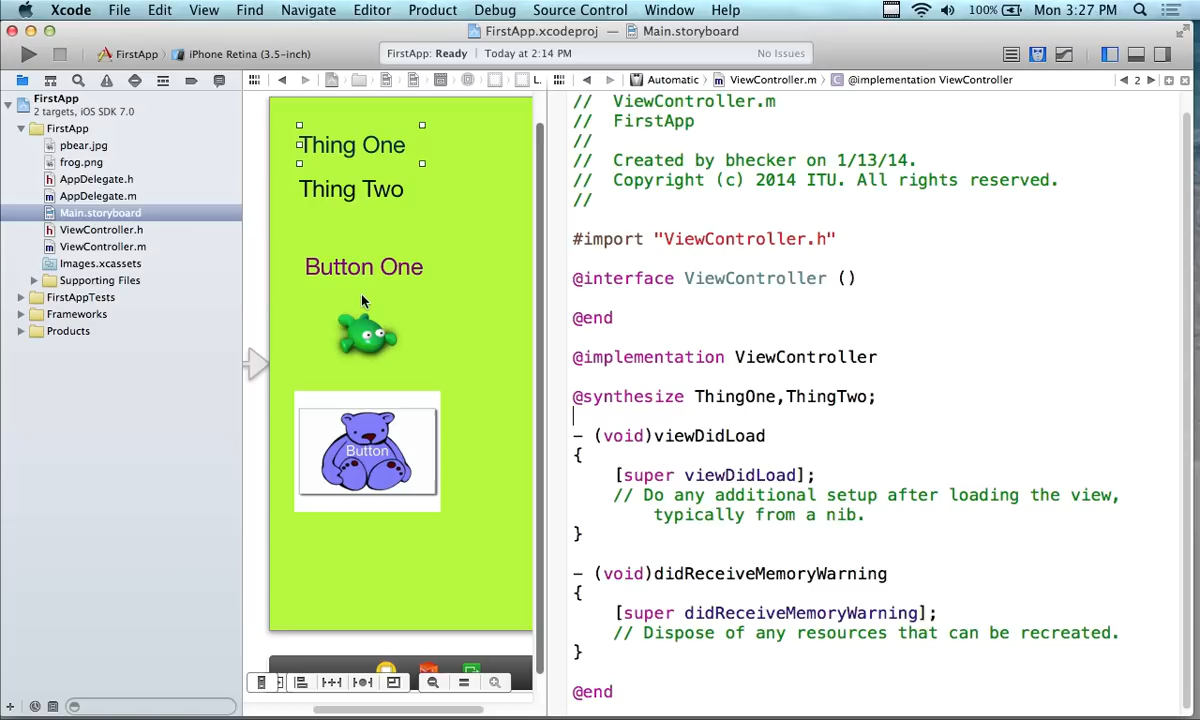 Xcode File Edit View Find Navigate Editor Product Debug Source Control Window Help 100% Mon 3:27 PM
FirstApp.xcodeproj — Main.storyboard
FirstApp iPhone Retina (3.5-inch) FirstApp: Ready Today at 2:14 PM No Issues
L. Automatic ViewController.m @implementation ViewController 2
FirstApp
2 targets, iOS SDK 7.0
FirstApp
pbear.jpg
frog.png
AppDelegate.h
AppDelegate.m
Main.storyboard
ViewController.h
ViewController.m
Images.xcassets
Supporting Files
FirstAppTests
Frameworks
Products
Thing One
Thing Two
Button One
Button
//  ViewController.m
//  FirstApp
//
//  Created by bhecker on 1/13/14.
//  Copyright (c) 2014 ITU. All rights reserved.
//
#import "ViewController.h"
@interface ViewController ()
@end
@implementation ViewController
@synthesize ThingOne,ThingTwo;
- (void)viewDidLoad
{
[super viewDidLoad];
// Do any additional setup after loading the view,
typically from a nib.
}
- (void)didReceiveMemoryWarning
{
[super didReceiveMemoryWarning];
// Dispose of any resources that can be recreated.
}
@end